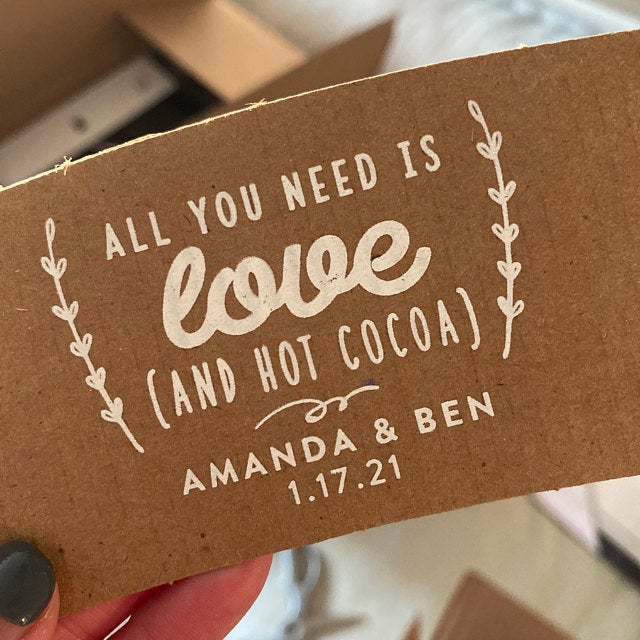 ALL YOU NEED IS
love
(AND HOT COCOA)
AMANDA & BEN
1.17.21